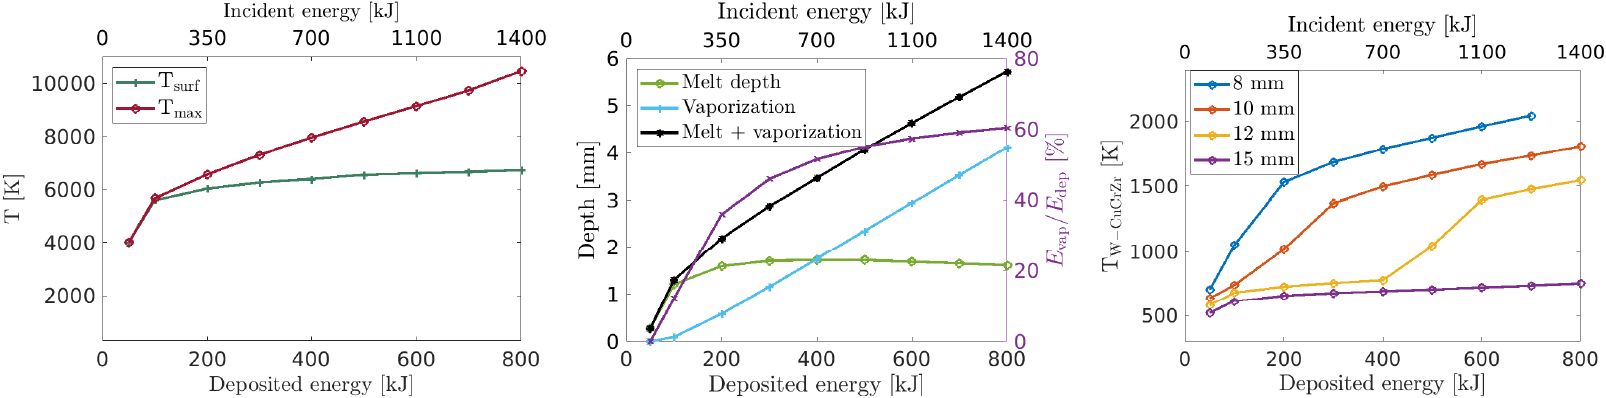 Incident energy [kJ]
0 350 700 1100 1400
T [K]
10000
8000
6000
4000
2000
T_surf
T_max
0 200 400 600 800
Deposited energy [kJ]
Incident energy [kJ]
0 350 700 1100 1400
Depth [mm]
6
5
4
3
2
1
0
Melt depth
Vaporization
Melt + vaporization
80
60
40
20
0
E_vap/E_dep [%]
0 200 400 600 800
Deposited energy [kJ]
Incident energy [kJ]
0 350 700 1100 1400
T_W−CuCrZr [K]
2000
1500
1000
500
8 mm
10 mm
12 mm
15 mm
0 200 400 600 800
Deposited energy [kJ]